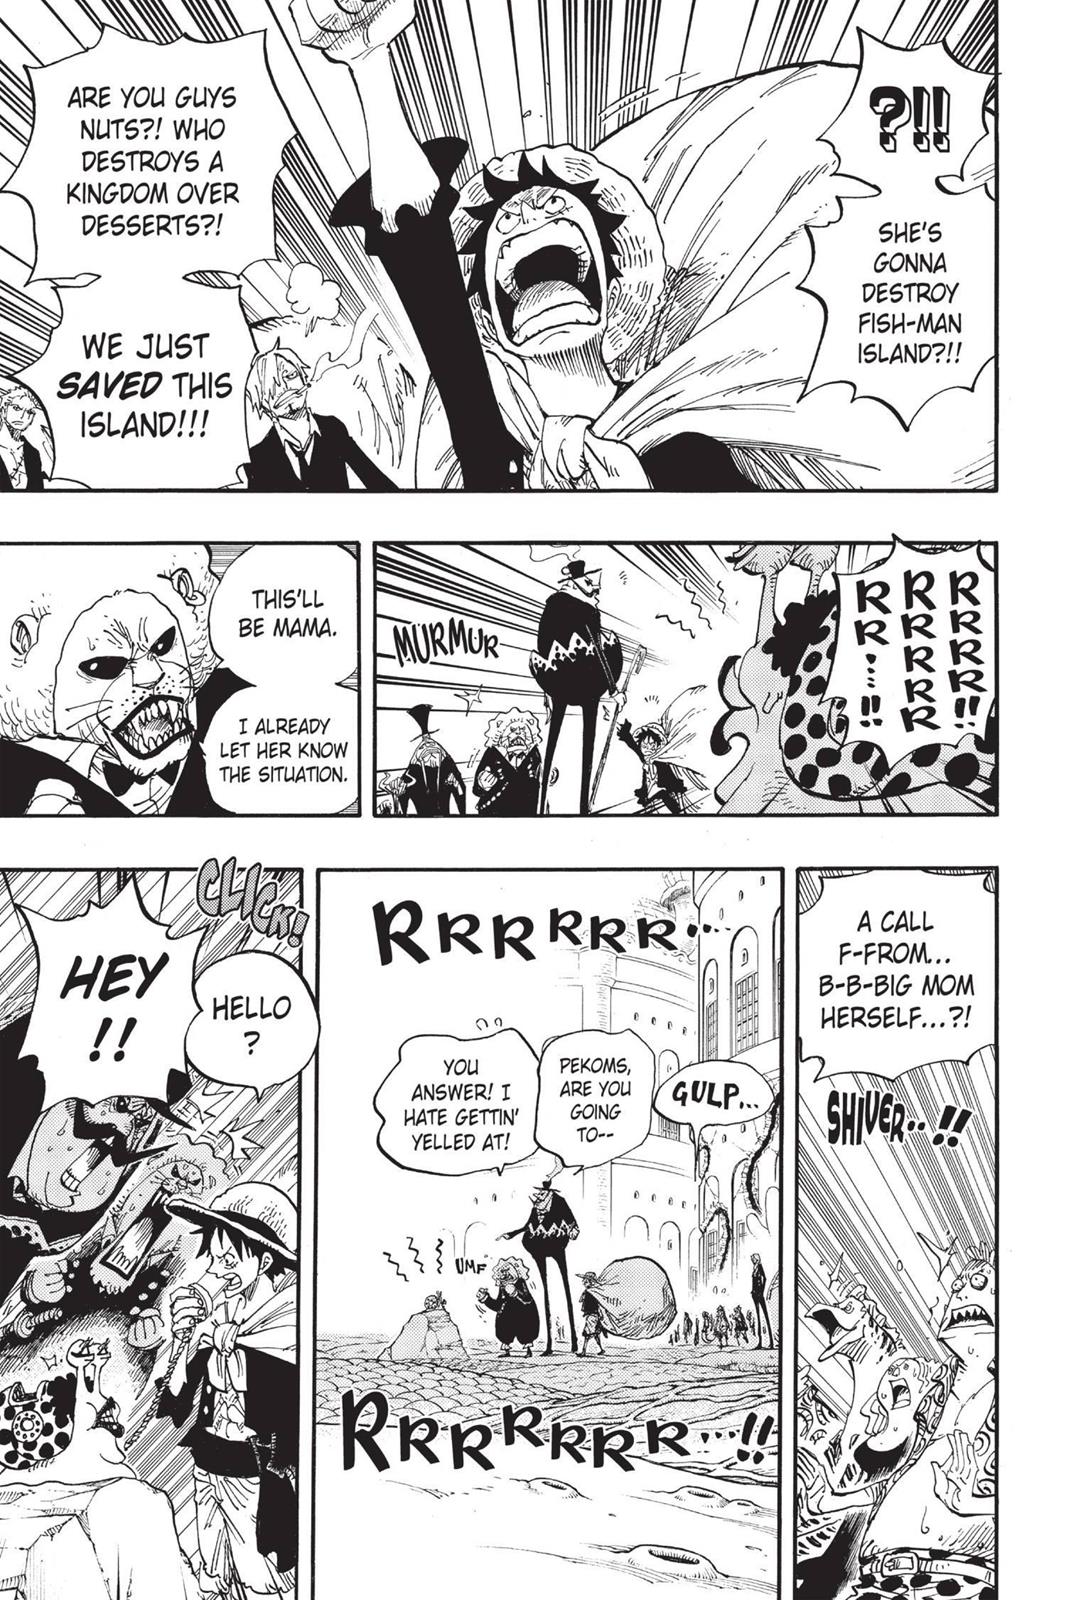 ?!!
SHE'S
GONNA
DESTROY
FISH-MAN
ISLAND?!!
ARE YOU GUYS
NUTS?! WHO
DESTROYS A
KINGDOM OVER
DESSERTS?!
WE JUST
SAVED THIS
ISLAND!!!
RRRR!!
RRRRR
RR...!!
MURMUR
THIS'LL
BE MAMA.
I ALREADY
LET HER KNOW
THE SITUATION.
A CALL
F-FROM...
B-B-BIG MOM
HERSELF...?!
SHIVER..!!
RRRRRR...
GULP...
PEKOMS,
ARE YOU
GOING
TO--
YOU
ANSWER! I
HATE GETTIN'
YELLED AT!
UMF
RRRRRRR...!!
CLICK!
HELLO
?
HEY
!!